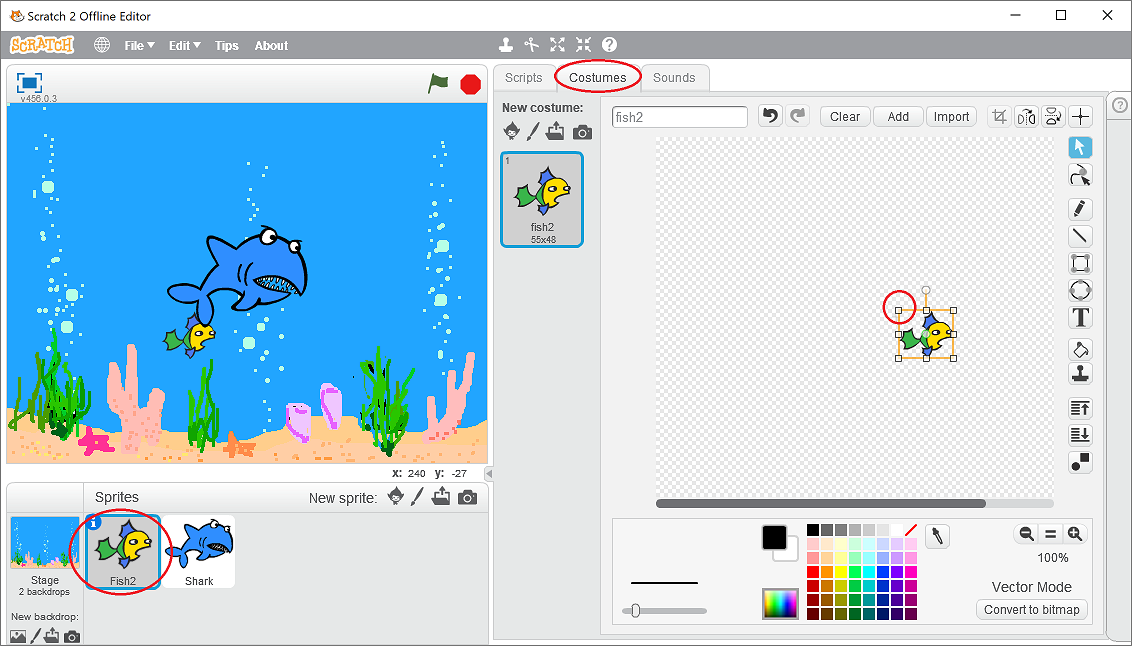 Scratch 2 Offline Editor
SCRATCH File Edit Tips About
v456.0.3
Scripts Costumes Sounds
New costume:
fish2
Clear Add Import
1
fish2
55x48
T
x: 240 y: -27
Sprites New sprite:
Stage
2 backdrops
New backdrop:
Fish2
Shark
100%
Vector Mode
Convert to bitmap